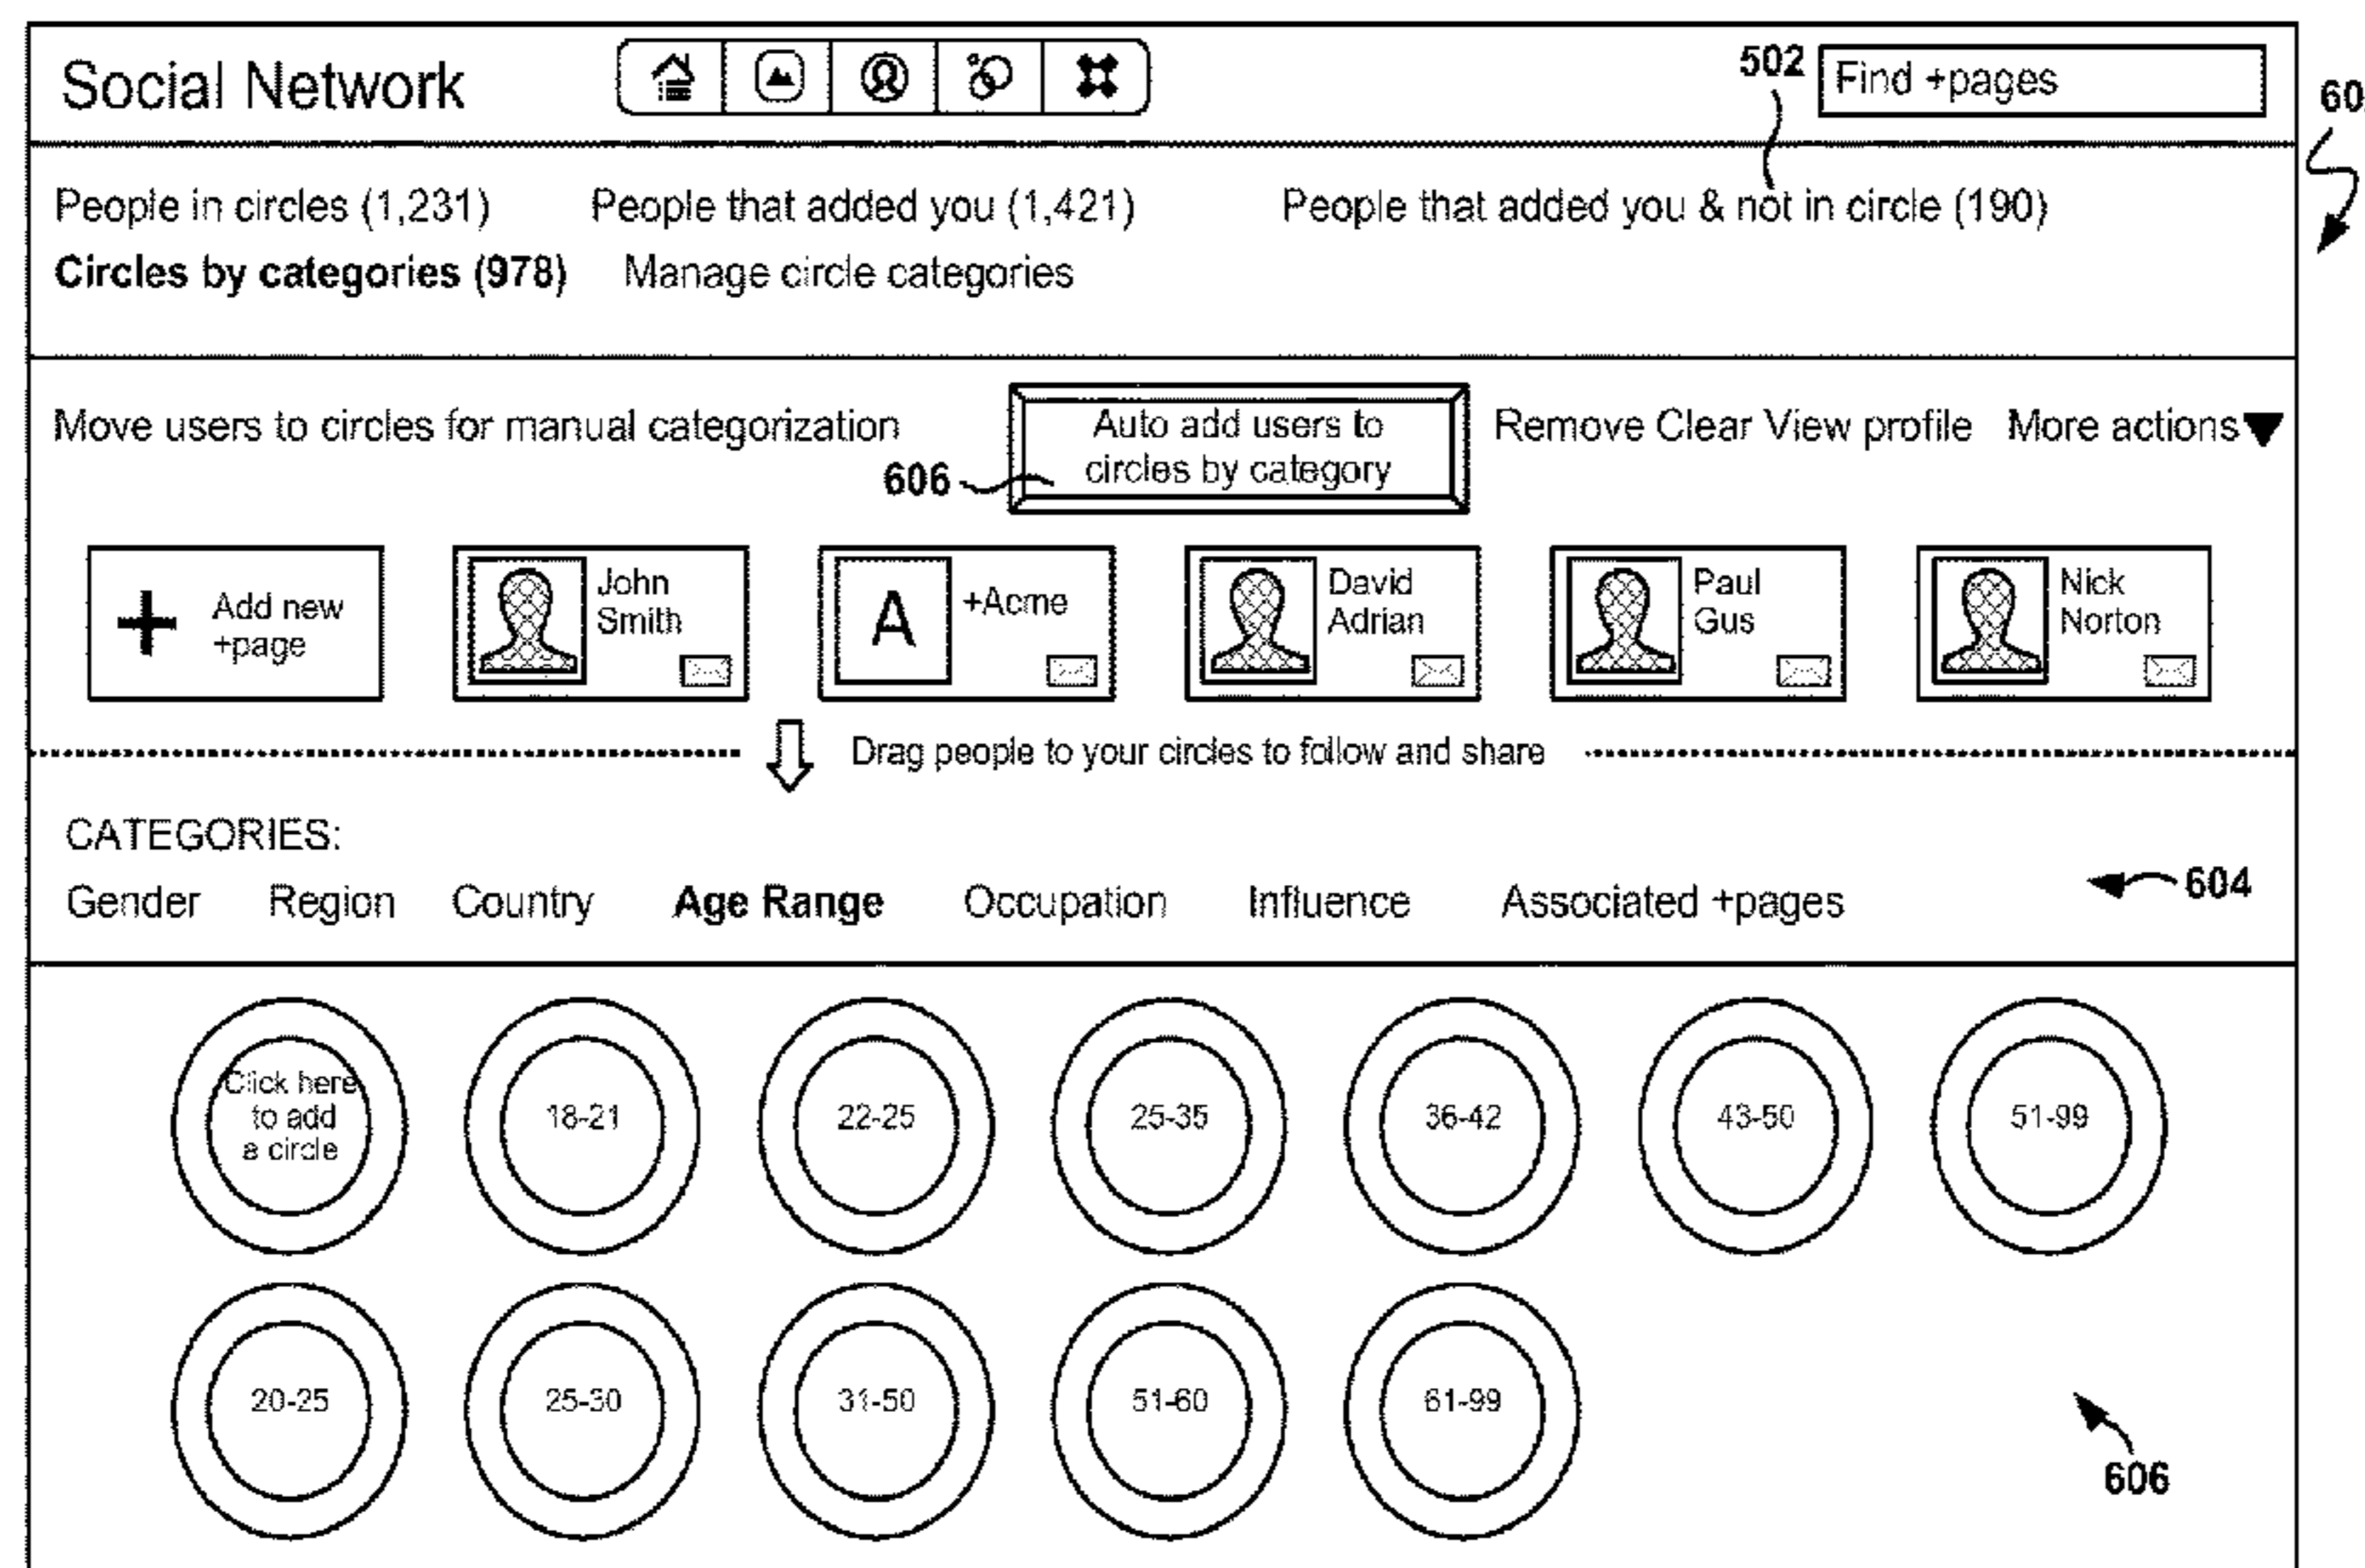 Social Network
502
Find +pages
60
People in circles (1,231) People that added you (1,421) People that added you & not in circle (190)
Circles by categories (978) Manage circle categories
Move users to circles for manual categorization
Auto add users to
circles by category
606
Remove Clear View profile More actions
Add new
+page
John
Smith
A
+Acme
David
Adrian
Paul
Gus
Nick
Norton
Drag people to your circles to follow and share
CATEGORIES:
Gender Region Country Age Range Occupation Influence Associated +pages
604
Click here
to add
a circle
18-21
22-25
25-35
36-42
43-50
51-99
20-25
25-30
31-50
51-60
61-99
606